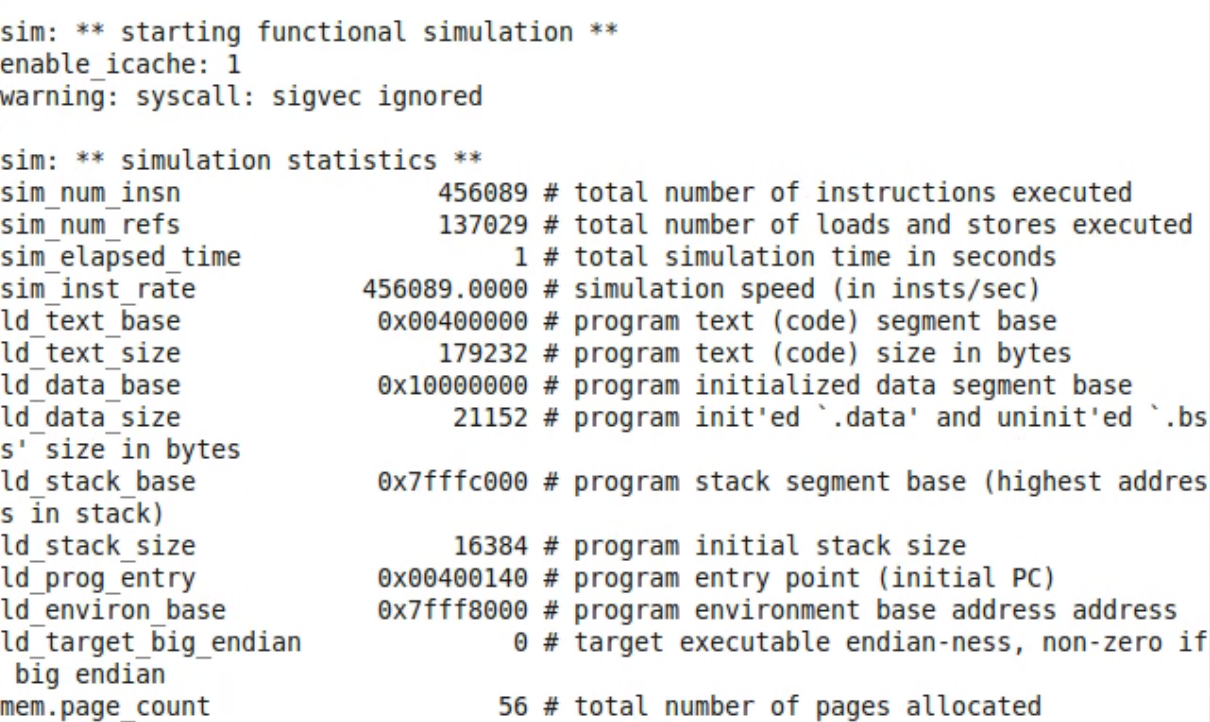 sim: ** starting functional simulation **
enable_icache: 1
warning: syscall: sigvec ignored
sim: ** simulation statistics **
sim_num_insn 456089 # total number of instructions executed
sim_num_refs 137029 # total number of loads and stores executed
sim_elapsed_time 1 # total simulation time in seconds
sim_inst_rate 456089.0000 # simulation speed (in insts/sec)
ld_text_base 0x00400000 # program text (code) segment base
ld_text_size 179232 # program text (code) size in bytes
ld_data_base 0x10000000 # program initialized data segment base
ld_data_size 21152 # program init'ed `.data' and uninit'ed `.bs
s' size in bytes
ld_stack_base 0x7fffc000 # program stack segment base (highest addres
s in stack)
ld_stack_size 16384 # program initial stack size
ld_prog_entry 0x00400140 # program entry point (initial PC)
ld_environ_base 0x7fff8000 # program environment base address address
ld_target_big_endian 0 # target executable endian-ness, non-zero if
big endian
mem.page_count 56 # total number of pages allocated